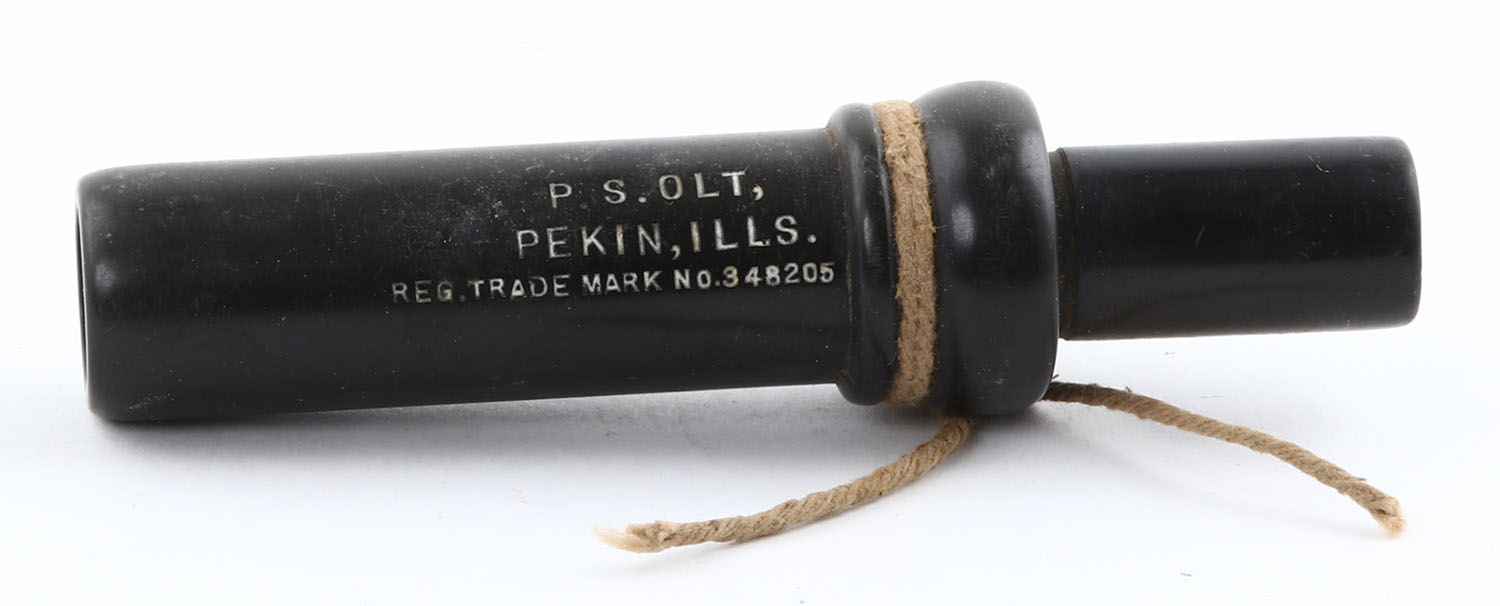 P.S.OLT,
PEKIN, ILLS.
REG. TRADE MARK No. 348205